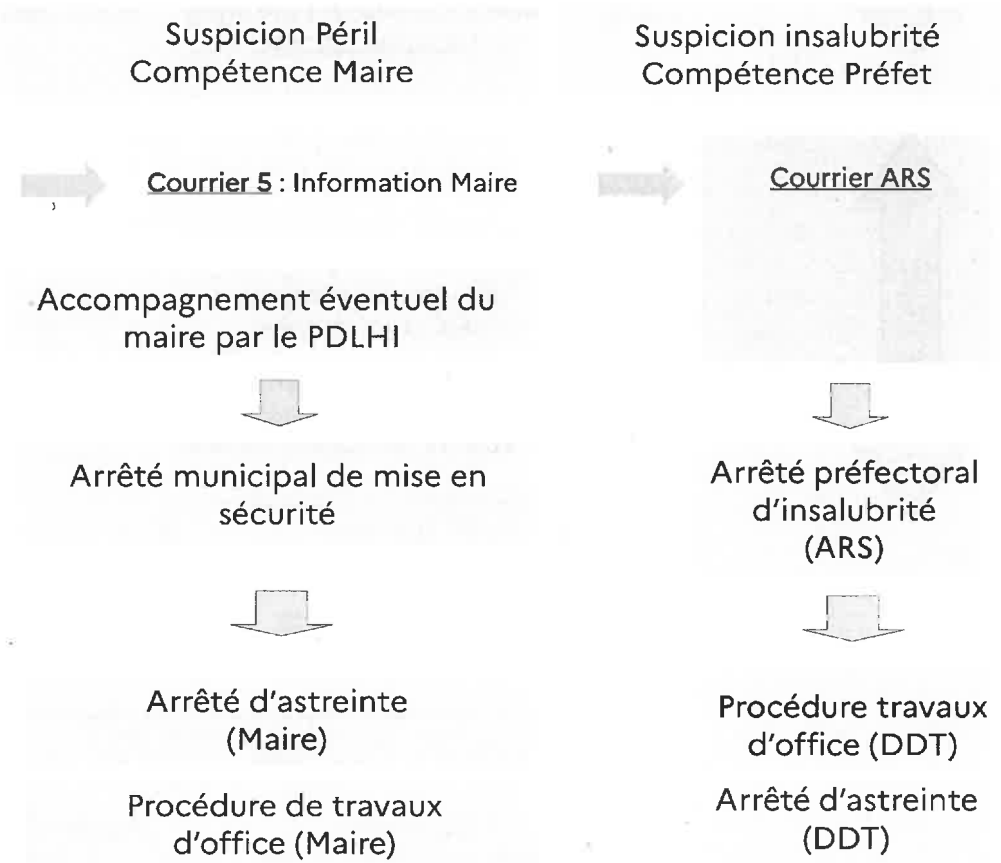 Suspicion Péril
Compétence Maire
Courrier 5 : Information Maire
Accompagnement éventuel du
maire par le PDLHI
Arrêté municipal de mise en
sécurité
Arrêté d'astreinte
(Maire)
Procédure de travaux
d'office (Maire)
Suspicion insalubrité
Compétence Préfet
Courrier ARS
Arrêté préfectoral
d'insalubrité
(ARS)
Procédure travaux
d'office (DDT)
Arrêté d'astreinte
(DDT)